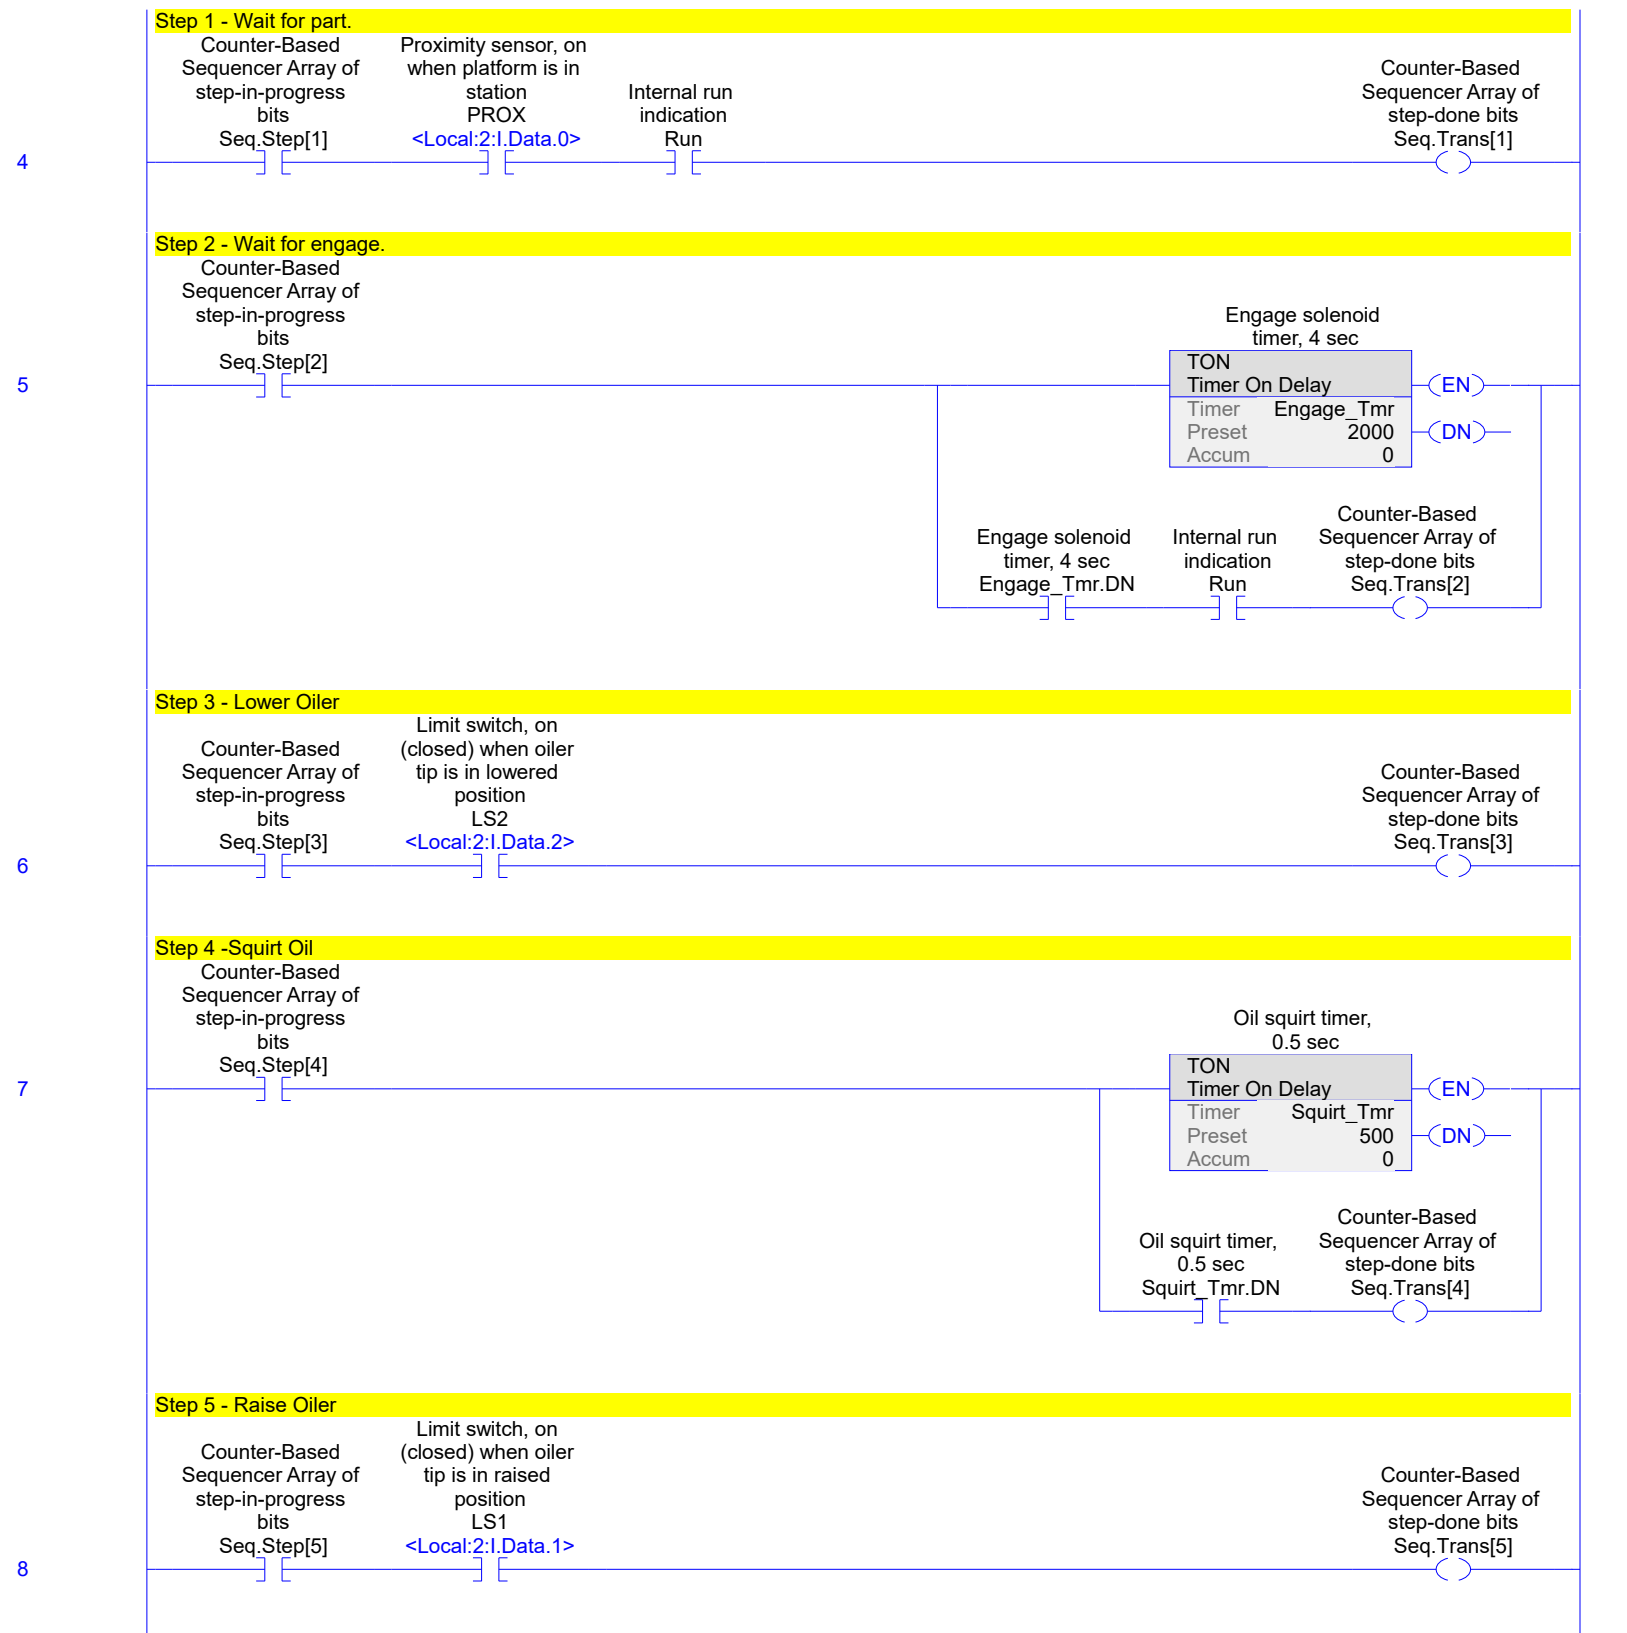 Step 1 - Wait for part.
Counter-Based
Sequencer Array of
step-in-progress
bits
Seq.Step[1]
Proximity sensor, on
when platform is in
station
PROX
<Local:2:I.Data.0>
Internal run
indication
Run
Counter-Based
Sequencer Array of
step-done bits
Seq.Trans[1]
4
Step 2 - Wait for engage.
Counter-Based
Sequencer Array of
step-in-progress
bits
Seq.Step[2]
Engage solenoid
timer, 4 sec
5
TON
Timer On Delay
Timer Engage_Tmr
Preset 2000
Accum 0
EN
DN
Engage solenoid
timer, 4 sec
Engage_Tmr.DN
Internal run
indication
Run
Counter-Based
Sequencer Array of
step-done bits
Seq.Trans[2]
Step 3 - Lower Oiler
Counter-Based
Sequencer Array of
step-in-progress
bits
Seq.Step[3]
Limit switch, on
(closed) when oiler
tip is in lowered
position
LS2
<Local:2:I.Data.2>
Counter-Based
Sequencer Array of
step-done bits
Seq.Trans[3]
6
Step 4 -Squirt Oil
Counter-Based
Sequencer Array of
step-in-progress
bits
Seq.Step[4]
Oil squirt timer,
0.5 sec
7
TON
Timer On Delay
Timer Squirt_Tmr
Preset 500
Accum 0
EN
DN
Oil squirt timer,
0.5 sec
Squirt_Tmr.DN
Counter-Based
Sequencer Array of
step-done bits
Seq.Trans[4]
Step 5 - Raise Oiler
Counter-Based
Sequencer Array of
step-in-progress
bits
Seq.Step[5]
Limit switch, on
(closed) when oiler
tip is in raised
position
LS1
<Local:2:I.Data.1>
Counter-Based
Sequencer Array of
step-done bits
Seq.Trans[5]
8